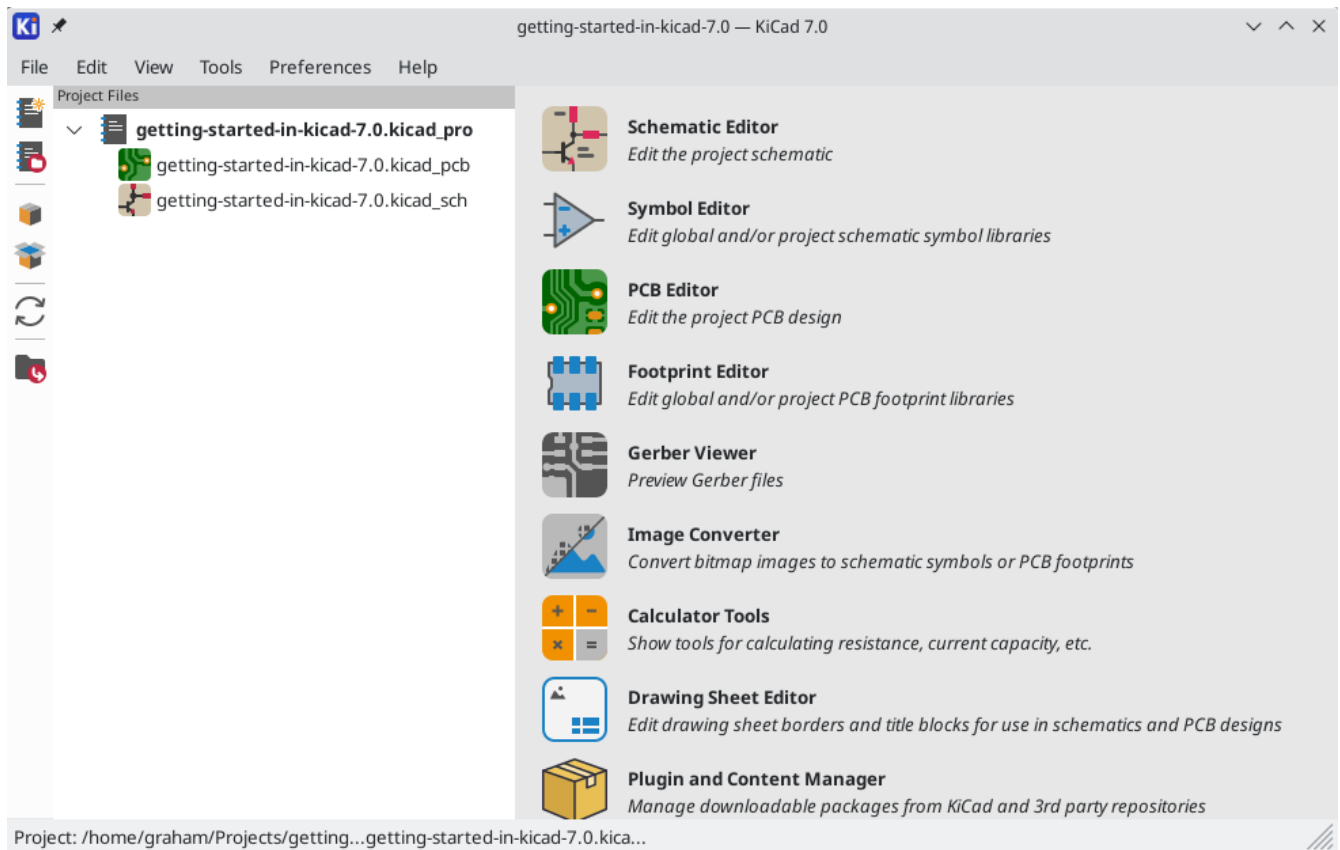 Ki
getting-started-in-kicad-7.0 — KiCad 7.0
File Edit View Tools Preferences Help
Project Files
getting-started-in-kicad-7.0.kicad_pro
getting-started-in-kicad-7.0.kicad_pcb
getting-started-in-kicad-7.0.kicad_sch
Schematic Editor
Edit the project schematic
Symbol Editor
Edit global and/or project schematic symbol libraries
PCB Editor
Edit the project PCB design
Footprint Editor
Edit global and/or project PCB footprint libraries
Gerber Viewer
Preview Gerber files
Image Converter
Convert bitmap images to schematic symbols or PCB footprints
Calculator Tools
Show tools for calculating resistance, current capacity, etc.
Drawing Sheet Editor
Edit drawing sheet borders and title blocks for use in schematics and PCB designs
Plugin and Content Manager
Manage downloadable packages from KiCad and 3rd party repositories
Project: /home/graham/Projects/getting...getting-started-in-kicad-7.0.kica...